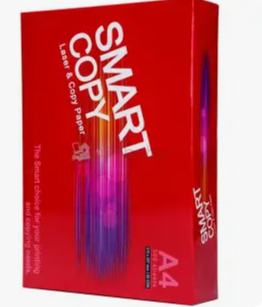 SMART
COPY
Laser & Copy Paper
The Smart choice for your printing
and copying needs.
A4
SMART
COPY